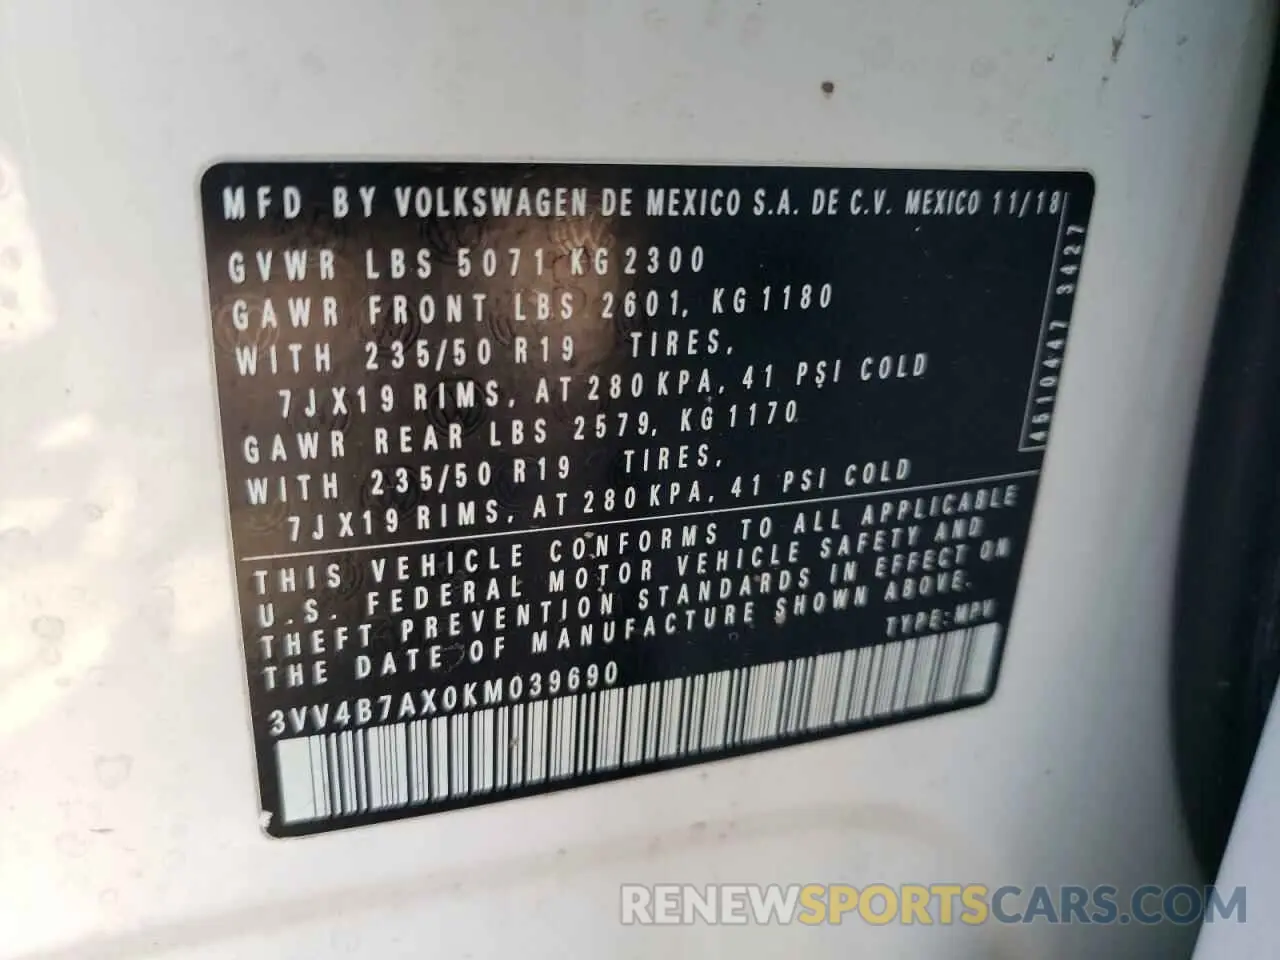 MFD BY VOLKSWAGEN DE MEXICO S.A. DE C.V. MEXICO 11/18
GVWR LBS 5071 KG 2300
GAWR FRONT LBS 2601, KG 1180
WITH 235/50 R19 TIRES,
7JX19 RIMS, AT 280 KPA, 41 PSI COLD
GAWR REAR LBS 2579, KG 1170
WITH 235/50 R19 TIRES,
7JX19 RIMS, AT 280 KPA, 41 PSI COLD
4510447 3427
THIS VEHICLE CONFORMS TO ALL APPLICABLE
U.S. FEDERAL MOTOR VEHICLE SAFETY AND
THEFT PREVENTION STANDARDS IN EFFECT ON
THE DATE OF MANUFACTURE SHOWN ABOVE.
TYPE: MPV
3VV4B7AX0KM039690
RENEWSPORTSCARS.COM